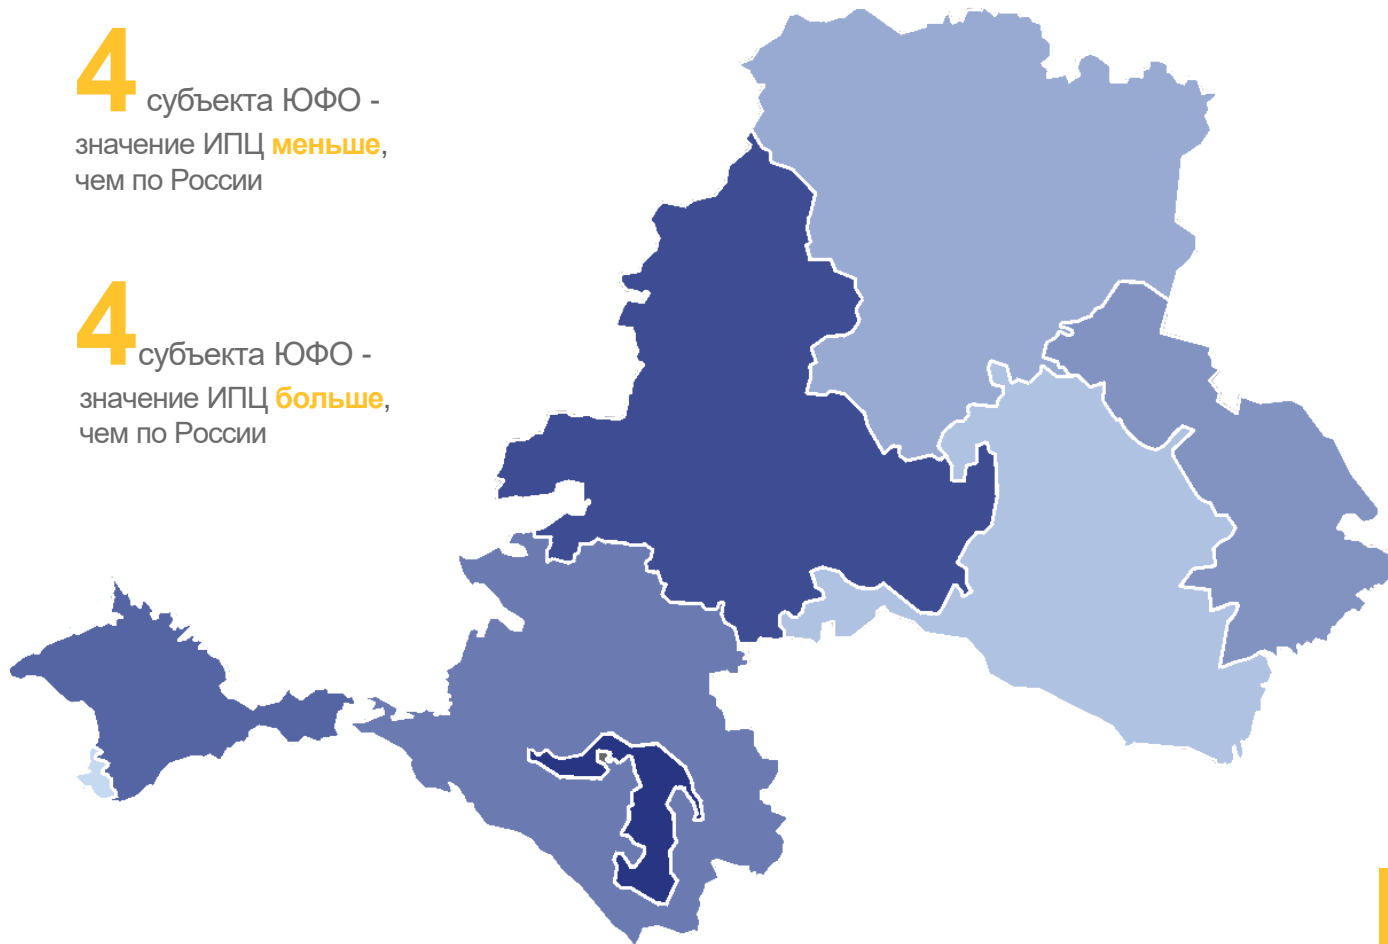 4 субъекта ЮФО -
значение ИПЦ меньше,
чем по России
4 субъекта ЮФО -
значение ИПЦ больше,
чем по России